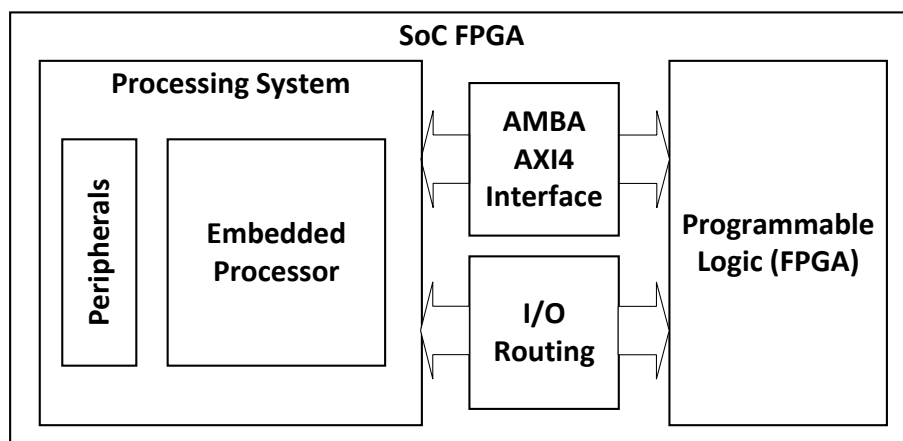 SoC FPGA
Processing System
Peripherals
Embedded
Processor
AMBA
AXI4
Interface
I/O
Routing
Programmable
Logic (FPGA)